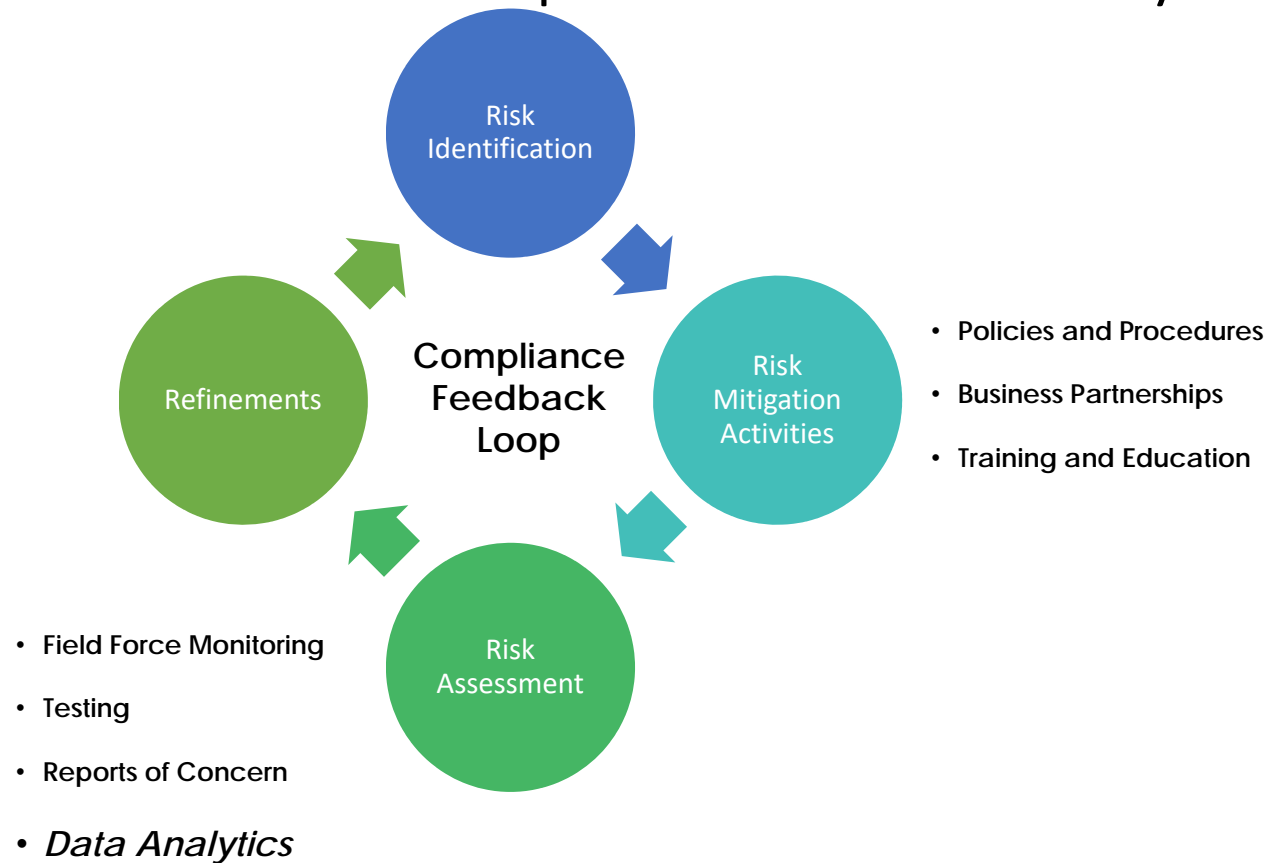 Risk
Identification
Compliance
Feedback
Loop
Refinements
Risk
Mitigation
Activities
• Policies and Procedures
• Business Partnerships
• Training and Education
Risk
Assessment
• Field Force Monitoring
• Testing
• Reports of Concern
• Data Analytics